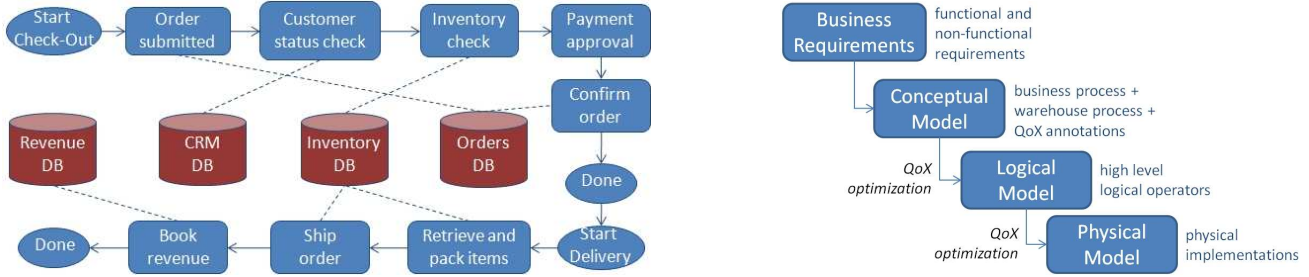 Start
Check-Out
Order
submitted
Customer
status check
Inventory
check
Payment
approval
Confirm
order
Revenue
DB
CRM
DB
Inventory
DB
Orders
DB
Done
Done
Book
revenue
Ship
order
Retrieve and
pack items
Start
Delivery
Business
Requirements
functional and
non-functional
requirements
Conceptual
Model
business process +
warehouse process +
QoX annotations
QoX
optimization
Logical
Model
high level
logical operators
QoX
optimization
Physical
Model
physical
implementations